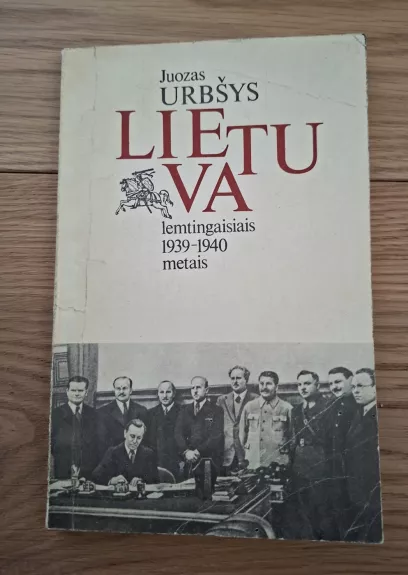 Juozas
URBŠYS
LIETU
VA
lemtingaisiais
1939-1940
metais